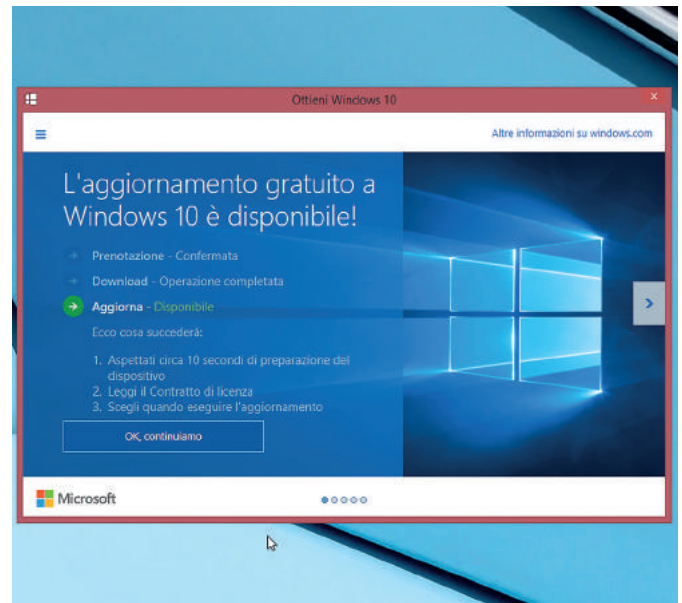 Ottieni Windows 10
x
Altre informazioni su windows.com
L'aggiornamento gratuito a
Windows 10 è disponibile!
Prenotazione - Confermata
Download - Operazione completata
Aggiorna - Disponibile
Ecco cosa succederà:
1. Aspettati circa 10 secondi di preparazione del
dispositivo
2. Leggi il Contratto di licenza
3. Scegli quando eseguire l'aggiornamento
OK, continuiamo
Microsoft